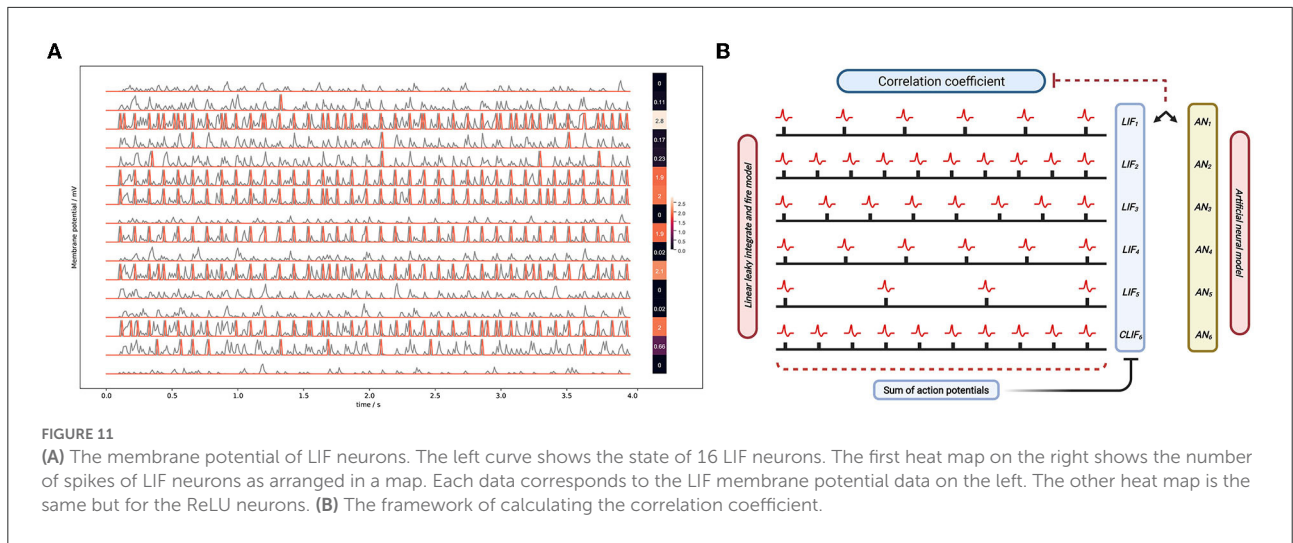 A
B
Membrane potential / mV
0
0.11
2.8
0.17
0.23
1.9
2
0
1.9
0.02
2.1
0
0.02
2
0.66
0
2.5
2.0
1.5
1.0
0.5
0.0
0.0 0.5 1.0 1.5 2.0 2.5 3.0 3.5 4.0
time / s
Correlation coefficient
Linear leaky integrate and fire model
LIF1 AN1
LIF2 AN2
LIF3 AN3
LIF4 AN4
LIF5 AN5
CLIF6 AN6
Artificial neural model
Sum of action potentials
FIGURE 11
(A) The membrane potential of LIF neurons. The left curve shows the state of 16 LIF neurons. The first heat map on the right shows the number
of spikes of LIF neurons as arranged in a map. Each data corresponds to the LIF membrane potential data on the left. The other heat map is the
same but for the ReLU neurons. (B) The framework of calculating the correlation coefficient.